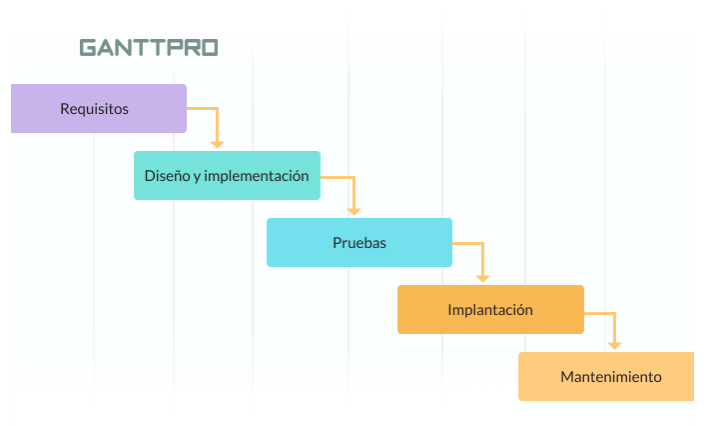 GANTTPRO
Requisitos
Diseño y implementación
Pruebas
Implantación
Mantenimiento